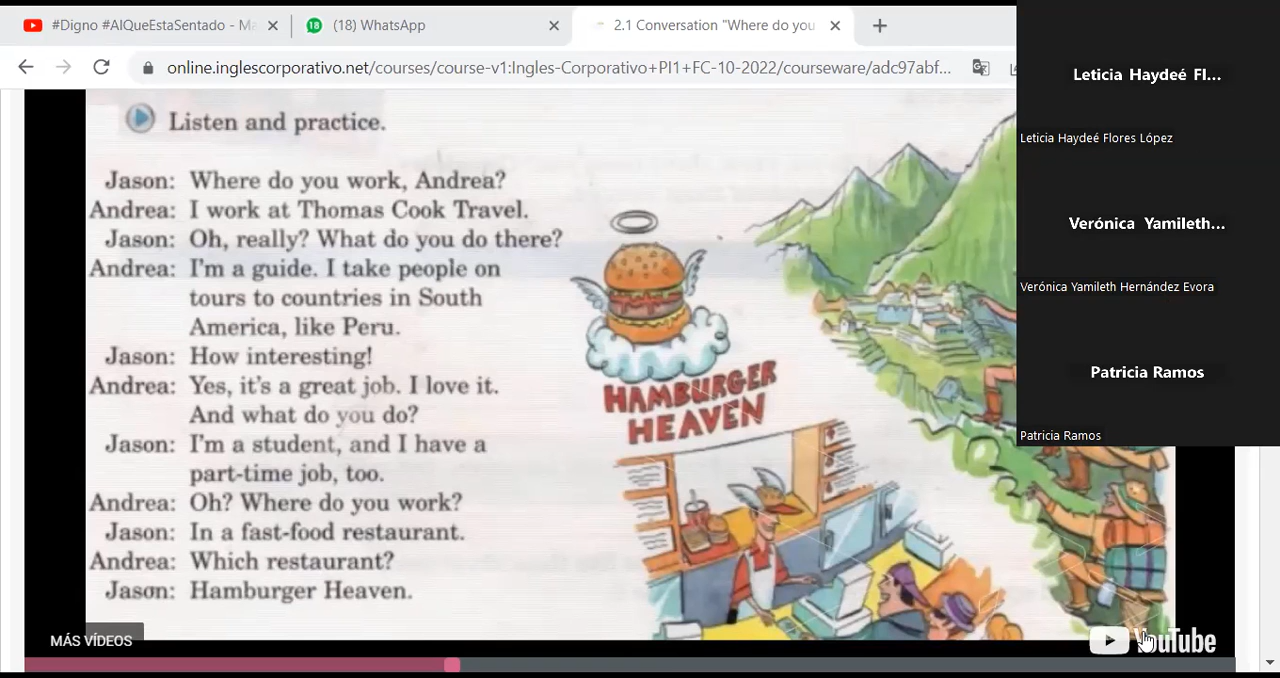 #Digno #AlQueEstaSentado - Ma
18
(18) WhatsApp
2.1 Conversation "Where do you
online.inglescorporativo.net/courses/course-v1:Ingles-Corporativo+PI1+FC-10-2022/courseware/adc97abf...
Listen and practice.
Jason: Where do you work, Andrea?
Andrea: I work at Thomas Cook Travel.
Jason: Oh, really? What do you do there?
Andrea: I'm a guide. I take people on
tours to countries in South
America, like Peru.
Jason: How interesting!
Andrea: Yes, it's a great job. I love it.
And what do you do?
Jason: I'm a student, and I have a
part-time job, too.
Andrea: Oh? Where do you work?
Jason: In a fast-food restaurant.
Andrea: Which restaurant?
Jason: Hamburger Heaven.
HAMBURGER
HEAVEN
MÁS VÍDEOS
YouTube
Leticia Haydeé Fl...
Leticia Haydeé Flores López
Verónica Yamileth...
Verónica Yamileth Hernández Evora
Patricia Ramos
Patricia Ramos